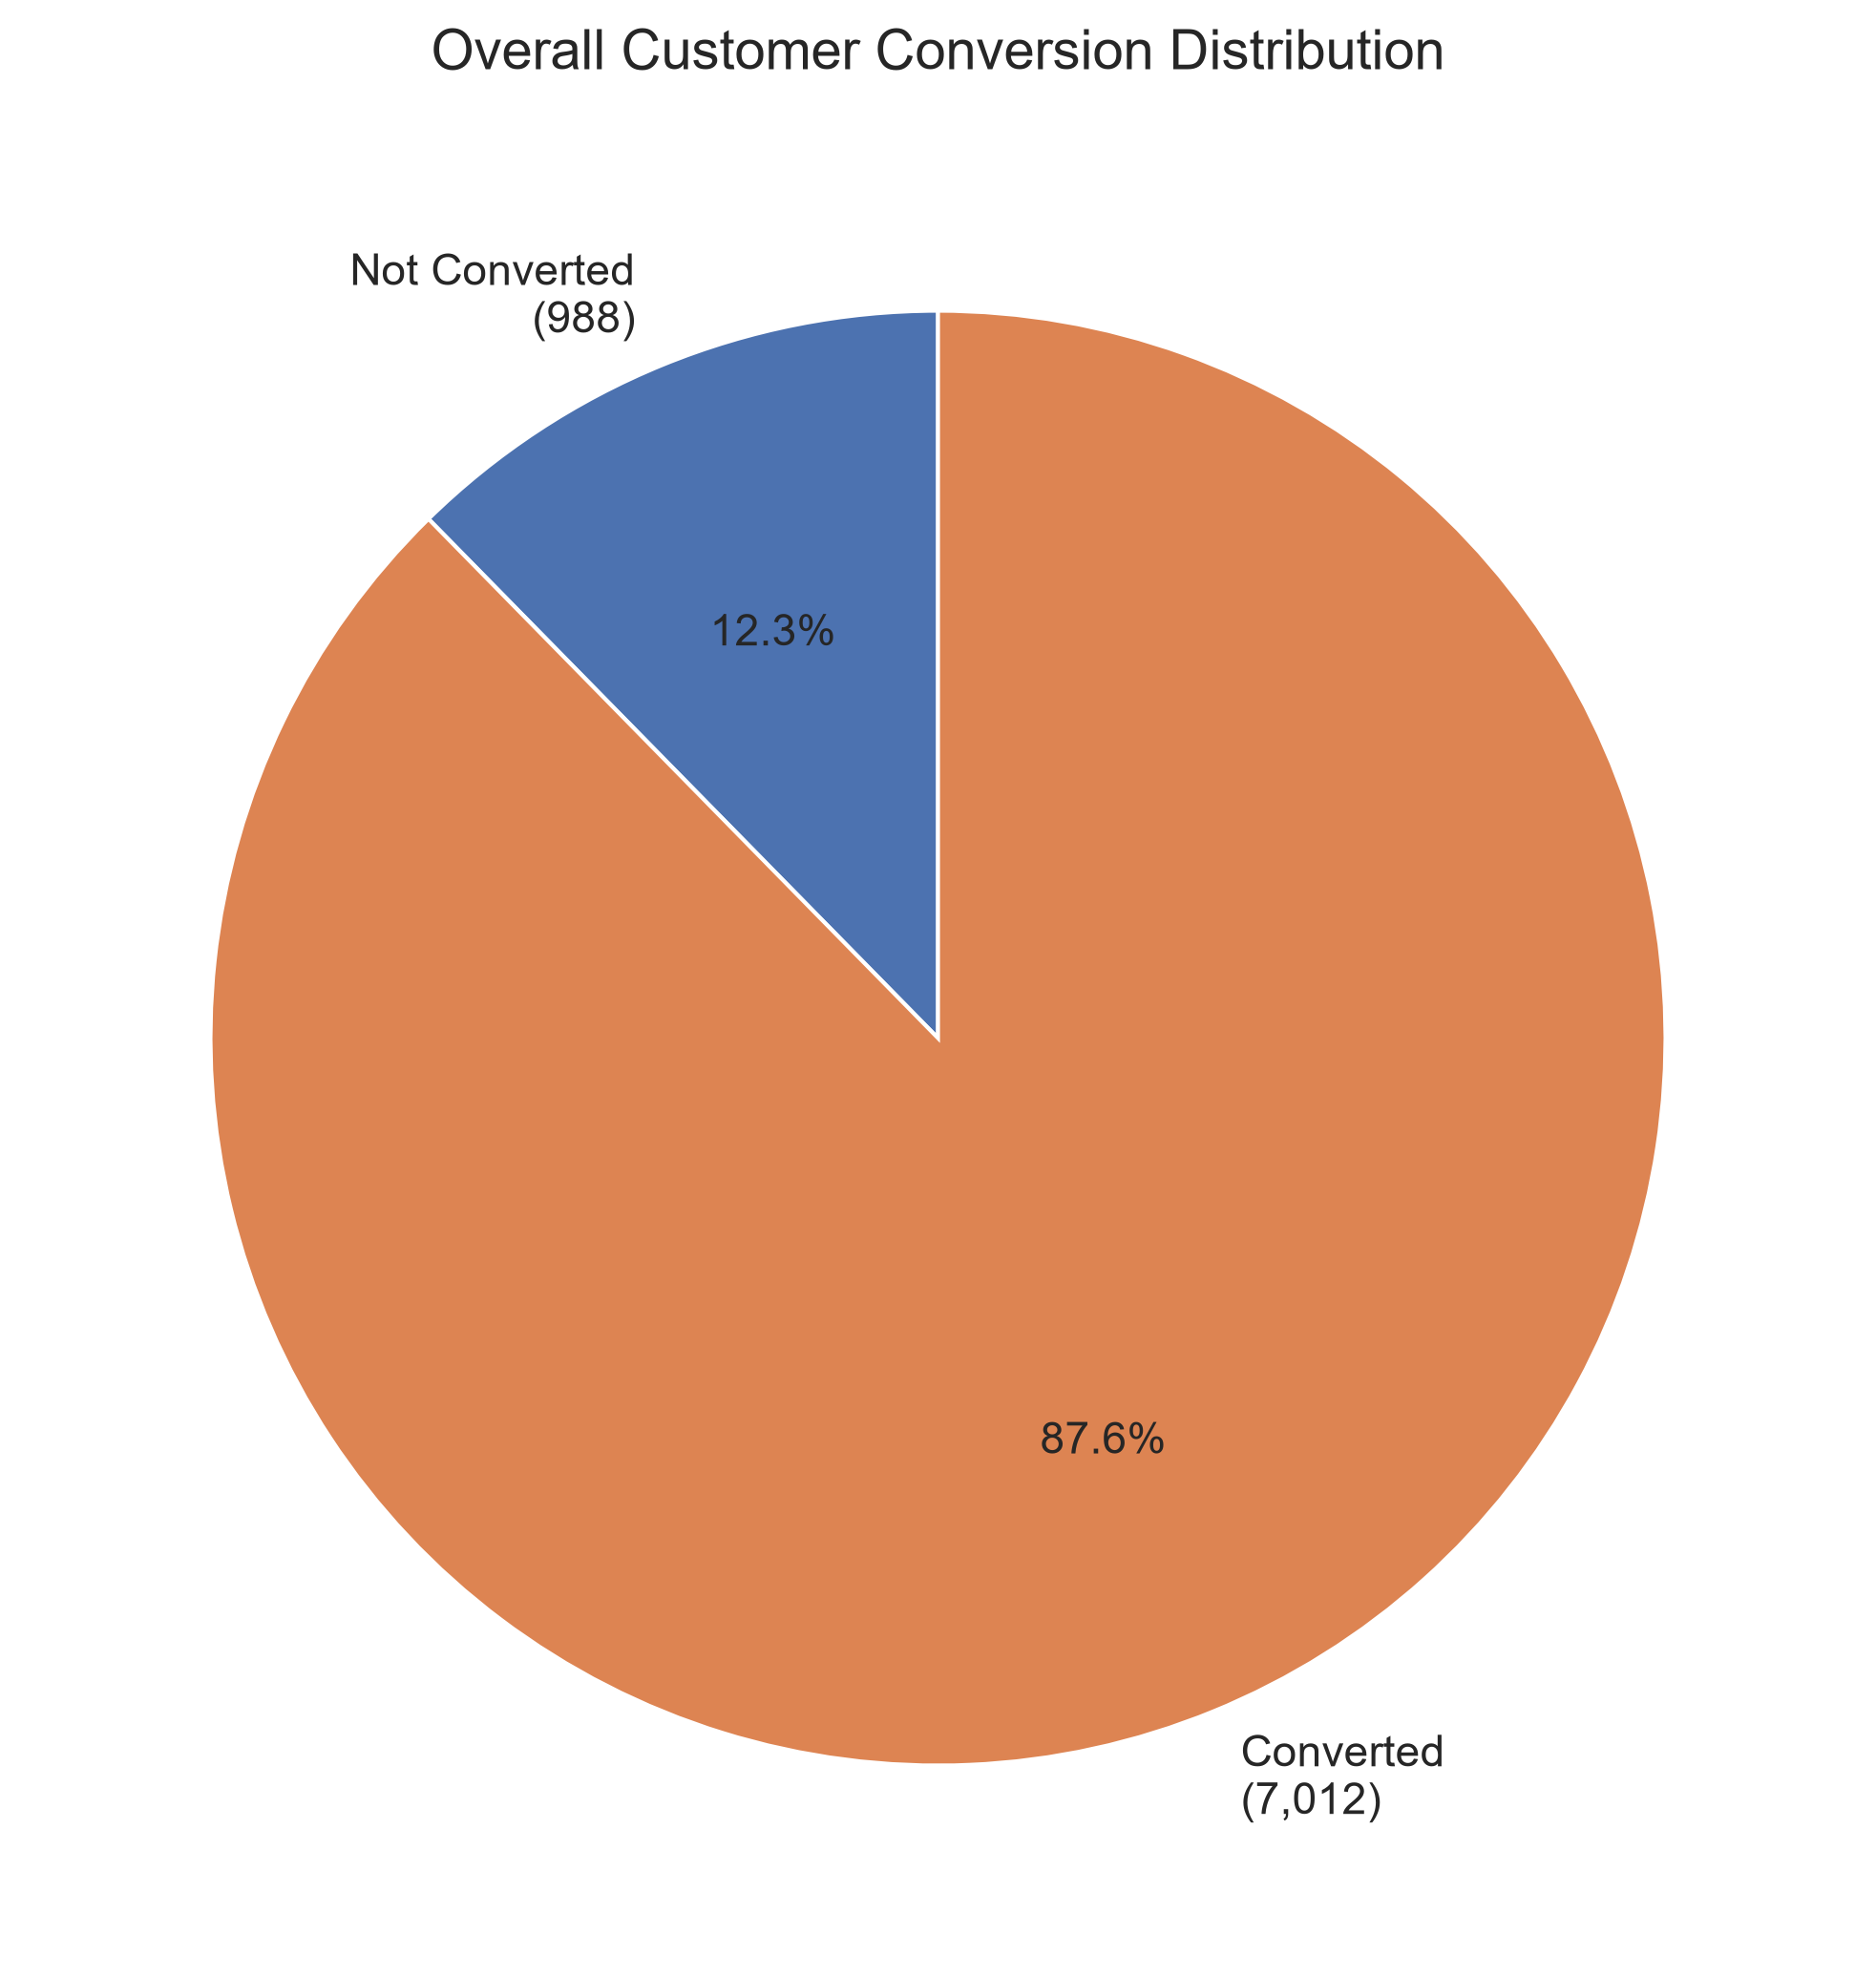 Overall Customer Conversion Distribution
Not Converted
(988)
12.3%
87.6%
Converted
(7,012)